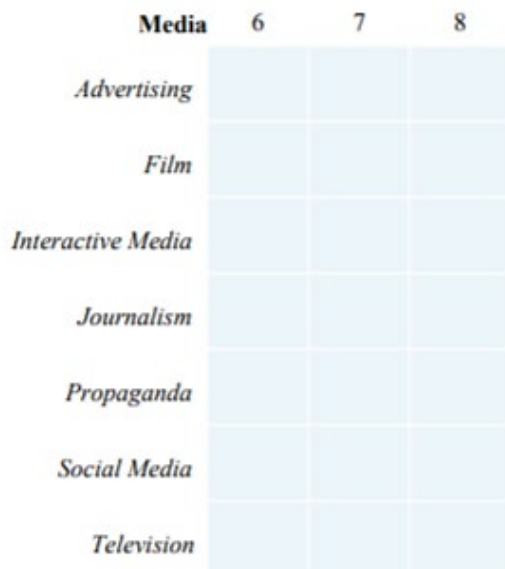 Media 6 7 8
Advertising
Film
Interactive Media
Journalism
Propaganda
Social Media
Television